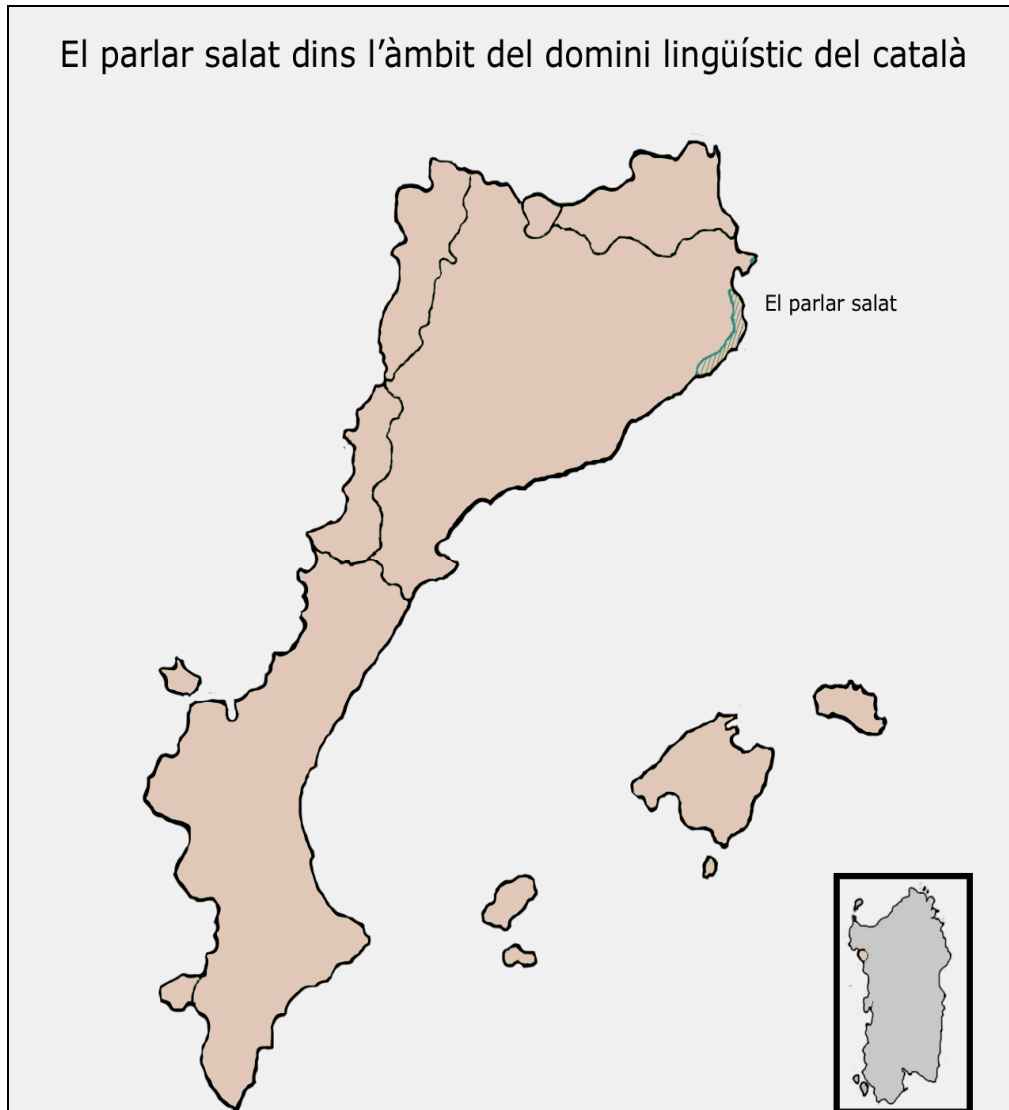 El parlar salat dins l’àmbit del domini lingüístic del català
El parlar salat